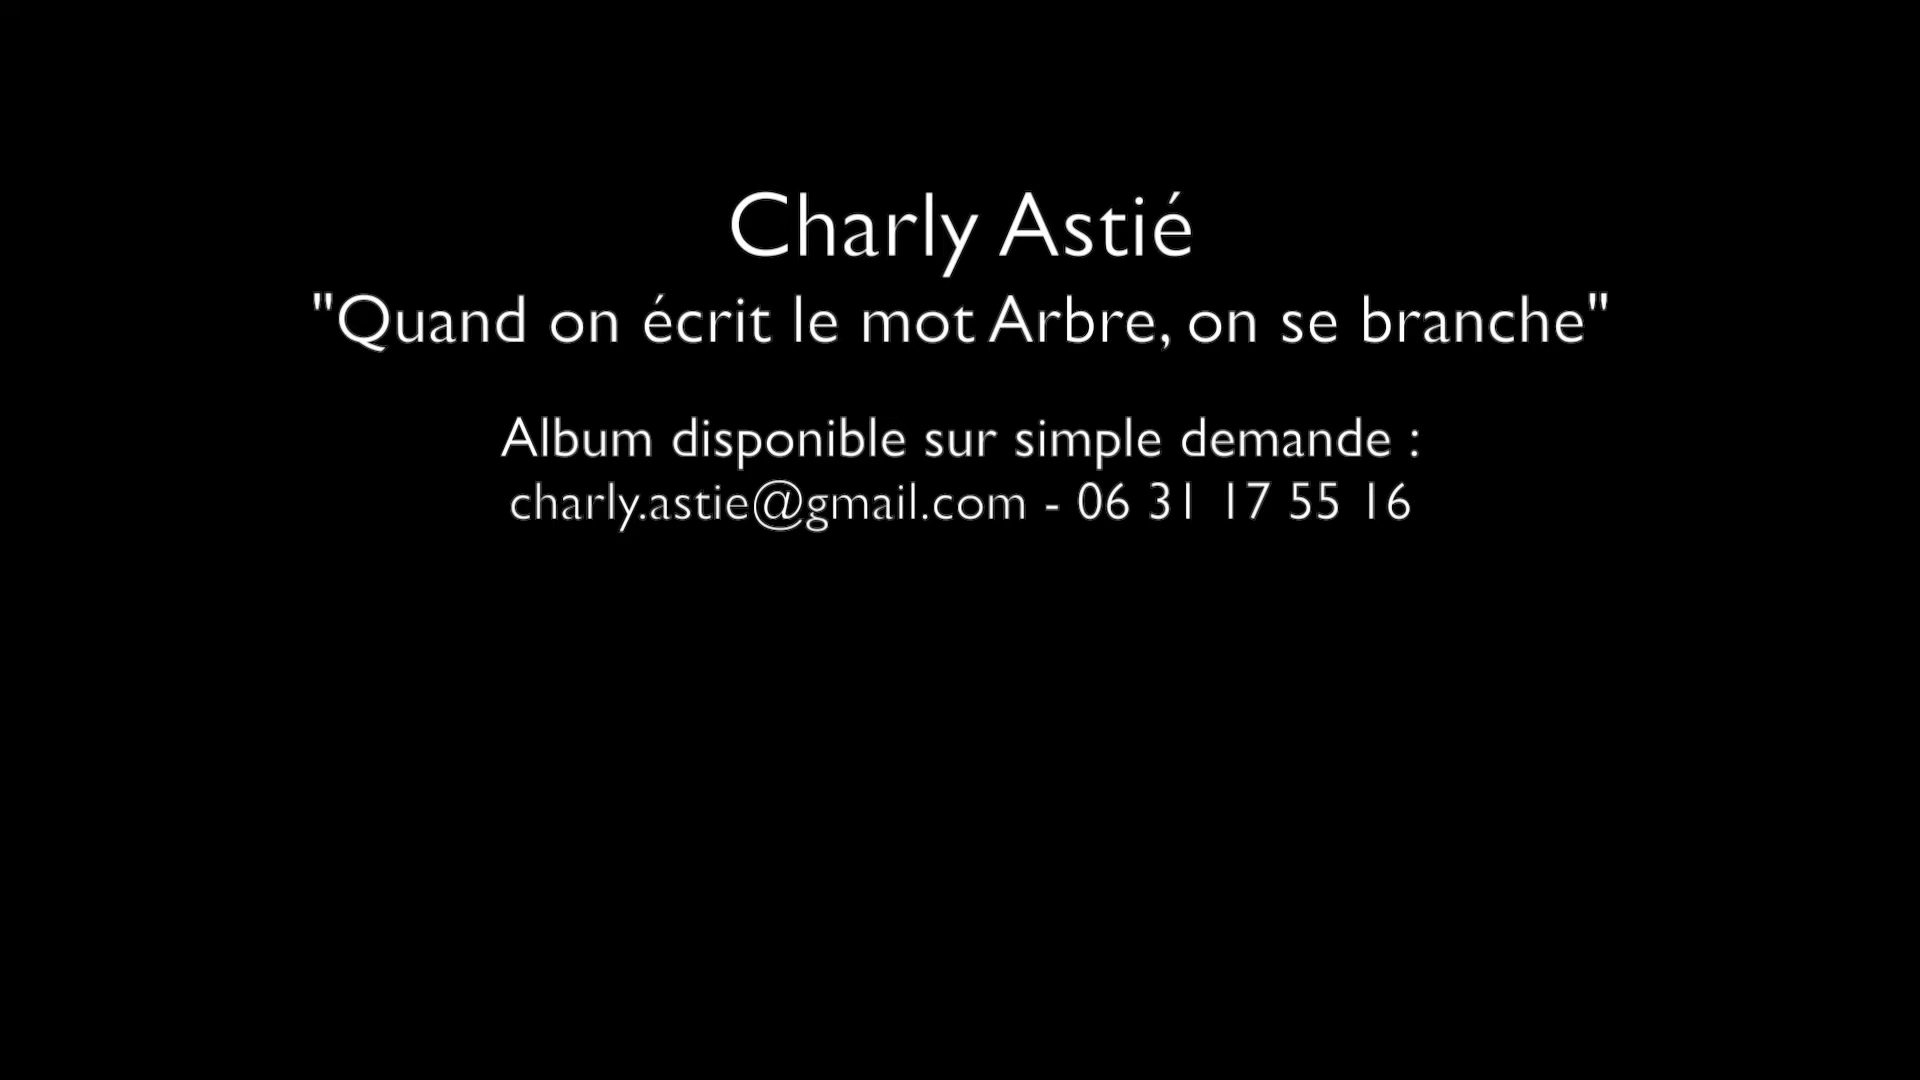 Charly Astié
"Quand on écrit le mot Arbre, on se branche"
Album disponible sur simple demande :
charly.astie@gmail.com - 06 31 17 55 16